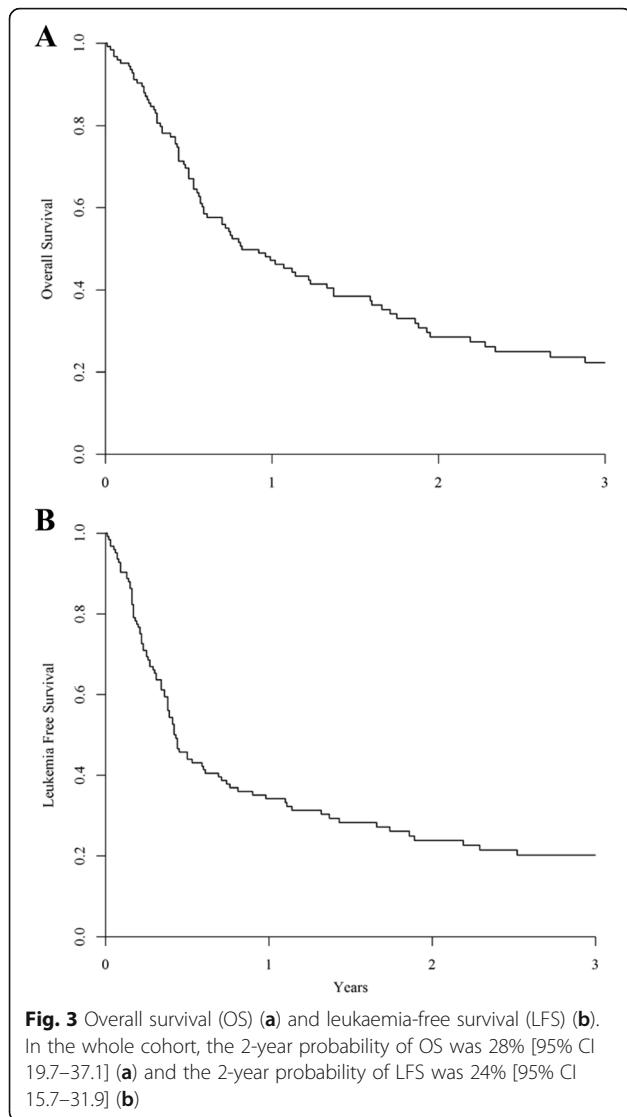 A
Overall Survival
1.0
0.8
0.6
0.4
0.2
0.0
0 1 2 3
B
Leukemia Free Survival
1.0
0.8
0.6
0.4
0.2
0.0
0 1 2 3
Years
Fig. 3 Overall survival (OS) (a) and leukaemia-free survival (LFS) (b).
In the whole cohort, the 2-year probability of OS was 28% [95% CI
19.7–37.1] (a) and the 2-year probability of LFS was 24% [95% CI
15.7–31.9] (b)